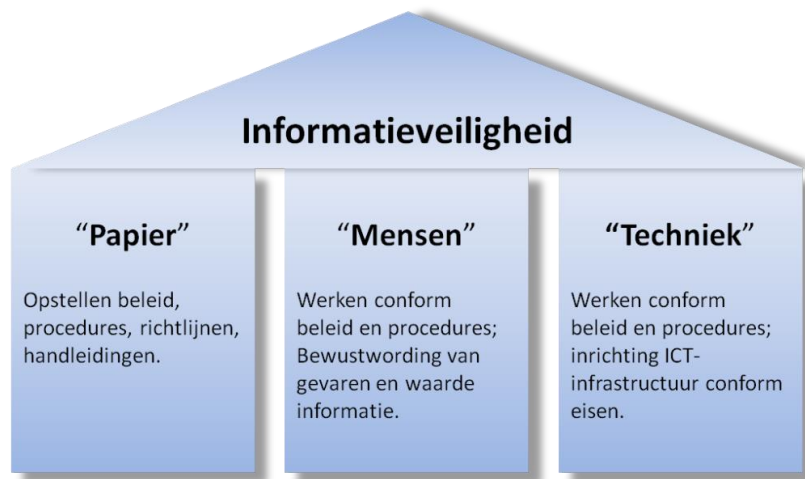 Informatieveiligheid
“Papier”
Opstellen beleid,
procedures, richtlijnen,
handleidingen.
“Mensen”
Werken conform
beleid en procedures;
Bewustwording van
gevaren en waarde
informatie.
“Techniek”
Werken conform
beleid en procedures;
inrichting ICT-
infrastructuur conform
eisen.